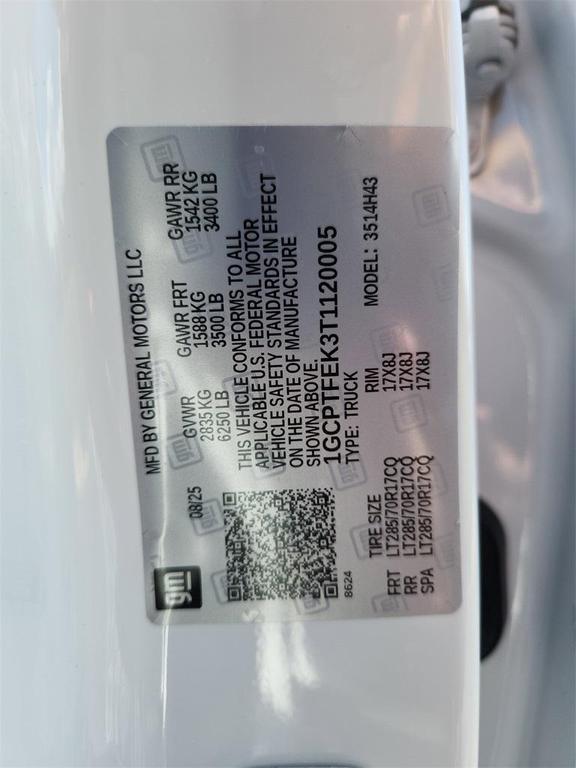 gm
MFD BY GENERAL MOTORS LLC
08/25 GVWR GAWR FRT GAWR RR
2835 KG 1588 KG 1542 KG
6250 LB 3500 LB 3400 LB
THIS VEHICLE CONFORMS TO ALL
APPLICABLE U.S. FEDERAL MOTOR
VEHICLE SAFETY STANDARDS IN EFFECT
ON THE DATE OF MANUFACTURE
SHOWN ABOVE.
1GCPTFEK3T1120005
8624 TYPE: TRUCK MODEL: 3514H43
TIRE SIZE RIM
FRT LT285/70R17CQ 17X8J
RR LT285/70R17CQ 17X8J
SPA LT285/70R17CQ 17X8J